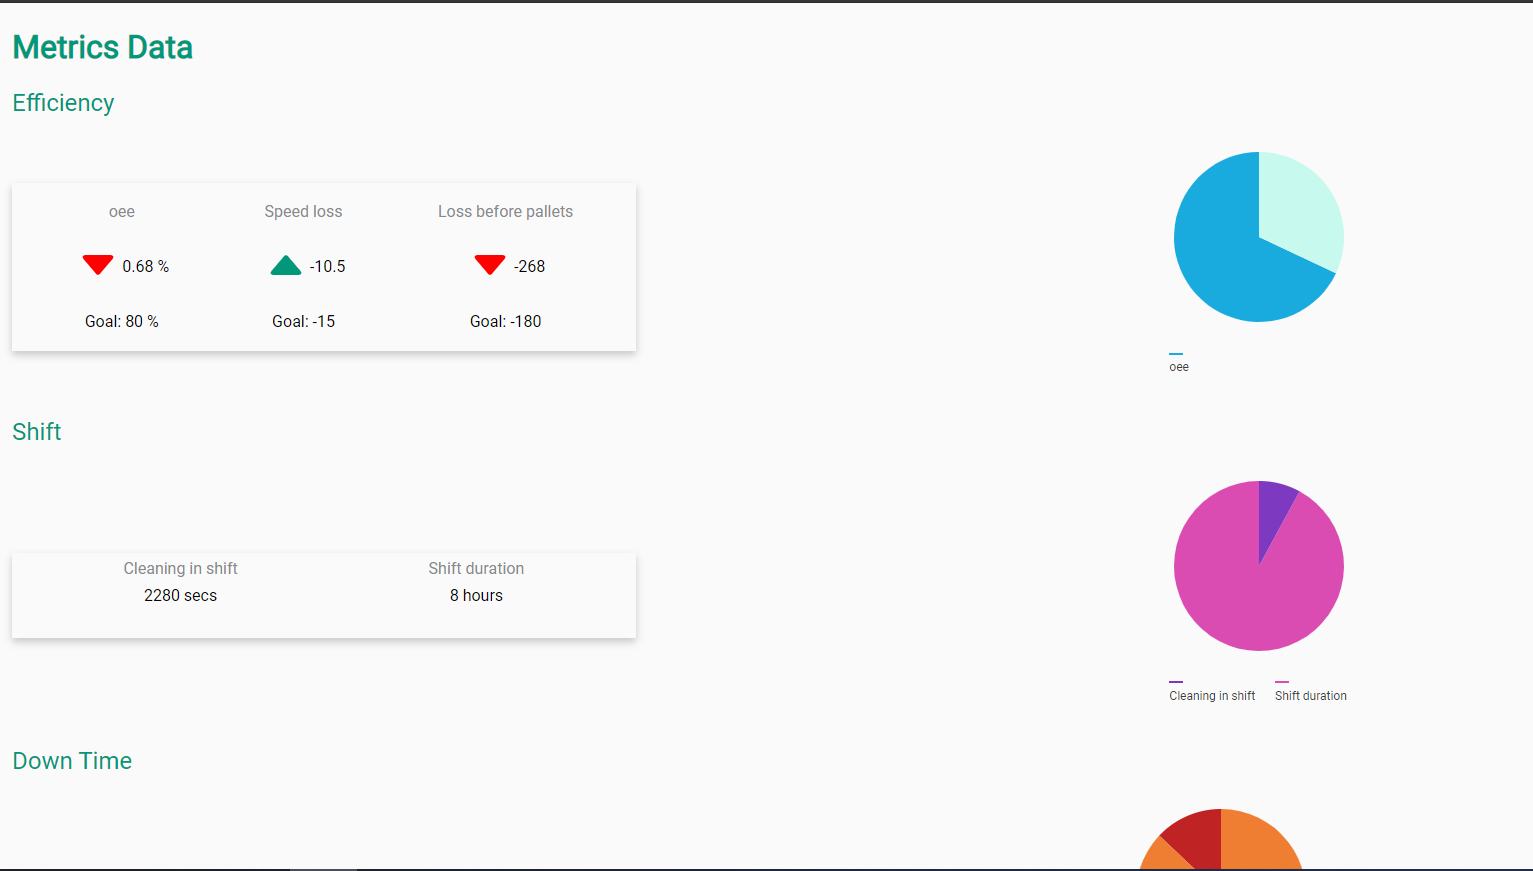 Metrics Data
Efficiency
oee Speed loss Loss before pallets
0.68 % -10.5 -268
Goal: 80 % Goal: -15 Goal: -180
oee
Shift
Cleaning in shift Shift duration
2280 secs 8 hours
Cleaning in shift Shift duration
Down Time